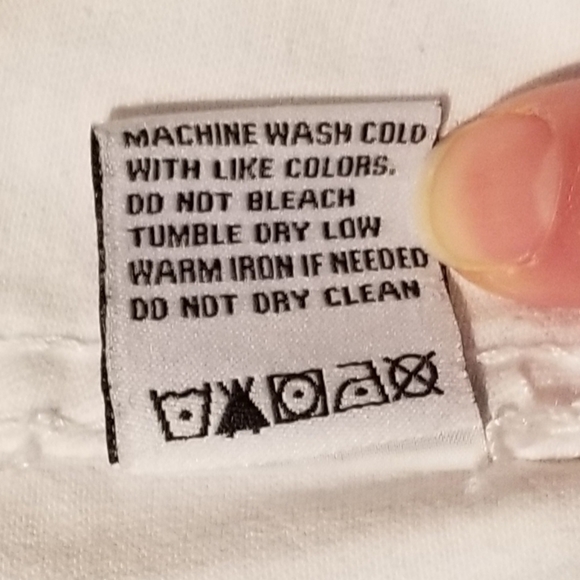 MACHINE WASH COLD
WITH LIKE COLORS.
DO NOT BLEACH
TUMBLE DRY LOW
WARM IRON IF NEEDED
DO NOT DRY CLEAN